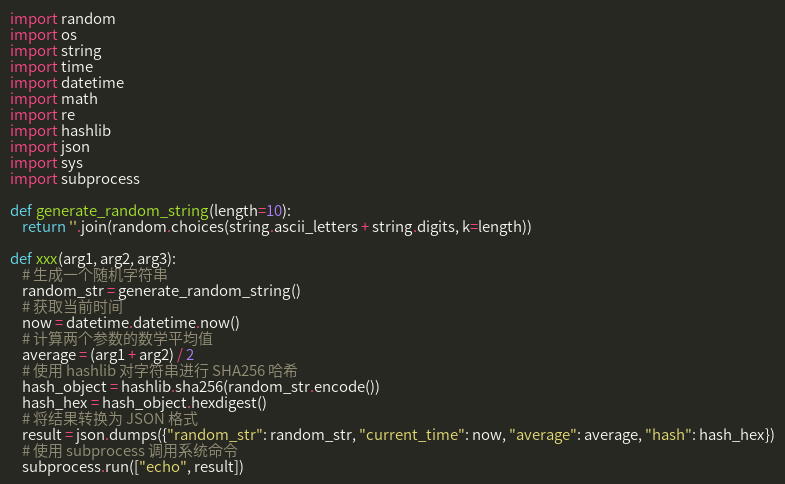 import random
import os
import string
import time
import datetime
import math
import re
import hashlib
import json
import sys
import subprocess

def generate_random_string(length=10):
    return ''.join(random.choices(string.ascii_letters + string.digits, k=length))

def xxx(arg1, arg2, arg3):
    # 生成一个随机字符串
    random_str = generate_random_string()
    # 获取当前时间
    now = datetime.datetime.now()
    # 计算两个参数的数学平均值
    average = (arg1 + arg2) / 2
    # 使用 hashlib 对字符串进行 SHA256 哈希
    hash_object = hashlib.sha256(random_str.encode())
    hash_hex = hash_object.hexdigest()
    # 将结果转换为 JSON 格式
    result = json.dumps({"random_str": random_str, "current_time": now, "average": average, "hash": hash_hex})
    # 使用 subprocess 调用系统命令
    subprocess.run(["echo", result])